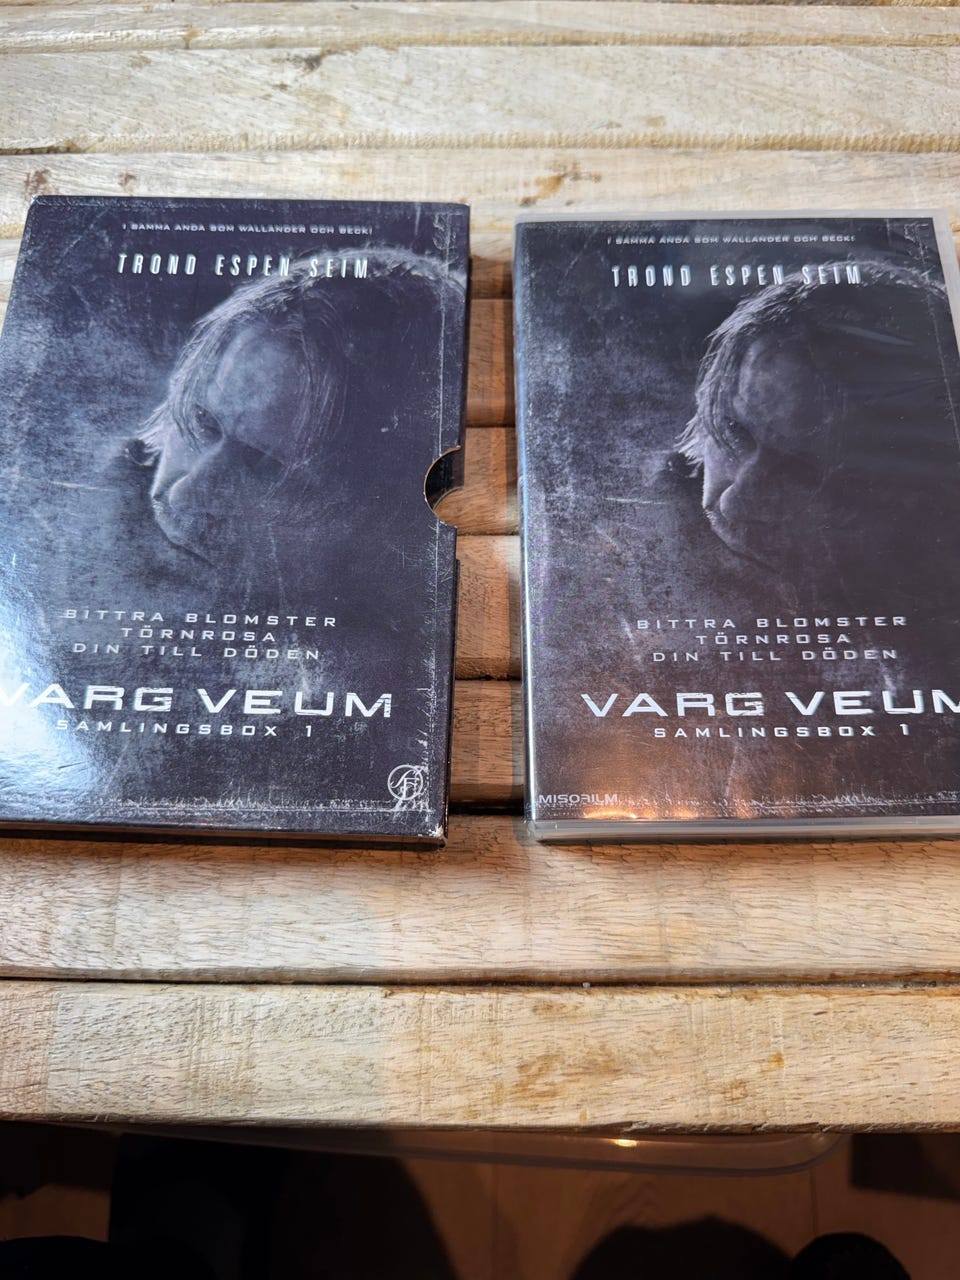 I SAMMA ANDA SOM WALLANDER OCH BECK!
TROND ESPEN SEIM
BITTRA BLOMSTER
TÖRNROSA
DIN TILL DÖDEN
VARG VEUM
SAMLINGSBOX 1
SF
I SAMMA ANDA SOM WALLANDER OCH BECK!
TROND ESPEN SEIM
BITTRA BLOMSTER
TÖRNROSA
DIN TILL DÖDEN
VARG VEUM
SAMLINGSBOX 1
MISOFILM